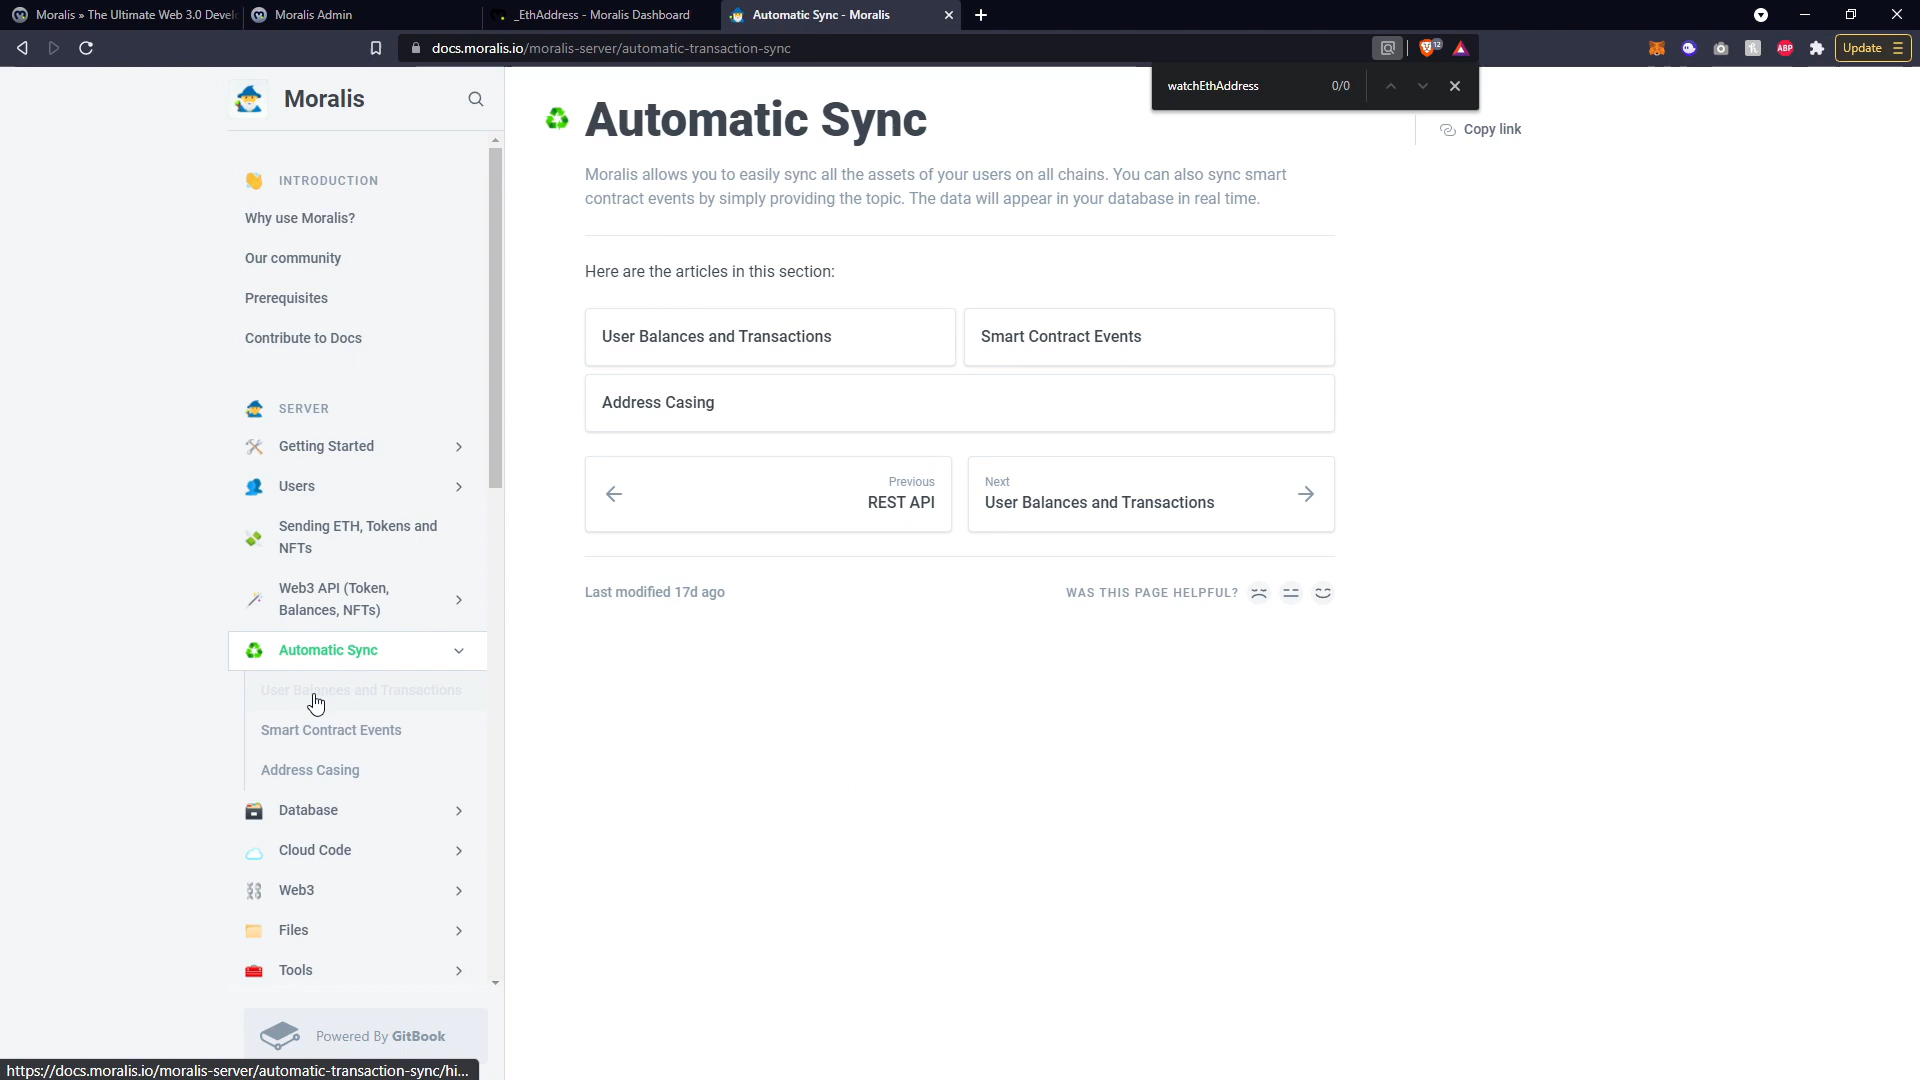 Moralis » The Ultimate Web 3.0 Devel
Moralis Admin
_EthAddress - Moralis Dashboard
Automatic Sync - Moralis
docs.moralis.io/moralis-server/automatic-transaction-sync
12
ABP
Update
watchEthAddress
0/0
Moralis
Automatic Sync
Copy link
Moralis allows you to easily sync all the assets of your users on all chains. You can also sync smart
contract events by simply providing the topic. The data will appear in your database in real time.
INTRODUCTION
Why use Moralis?
Our community
Prerequisites
Contribute to Docs
SERVER
Getting Started
Users
Sending ETH, Tokens and
NFTs
Web3 API (Token,
Balances, NFTs)
Automatic Sync
User Balances and Transactions
Smart Contract Events
Address Casing
Database
Cloud Code
Web3
Files
Tools
Powered By GitBook
Here are the articles in this section:
User Balances and Transactions
Smart Contract Events
Address Casing
Previous
REST API
Next
User Balances and Transactions
Last modified 17d ago
WAS THIS PAGE HELPFUL?
https://docs.moralis.io/moralis-server/automatic-transaction-sync/hi...